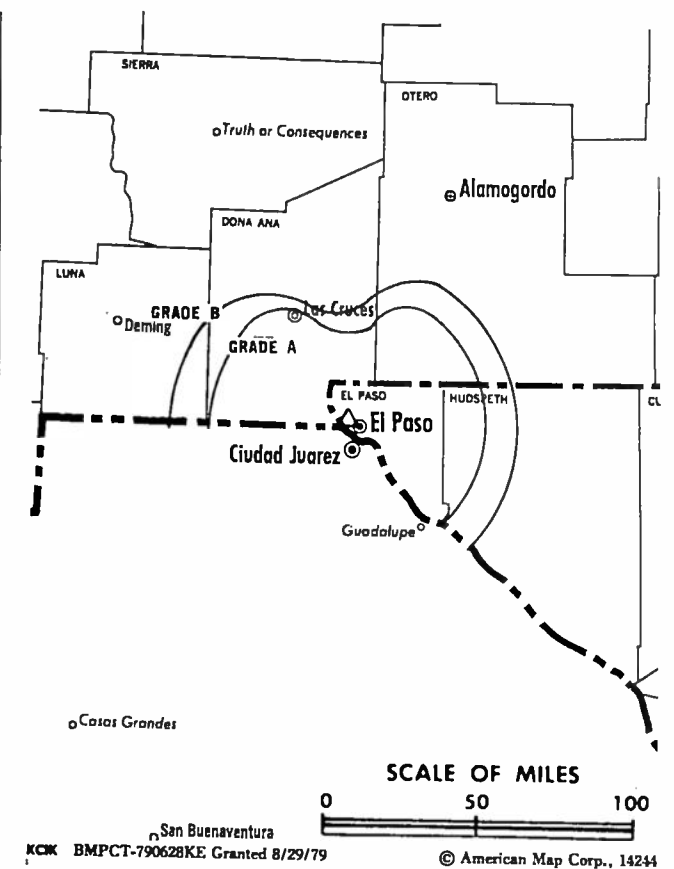 SIERRA
OTERO
Truth or Consequences
Alamogordo
DONA ANA
LUNA
GRADE B
Las Cruces
Deming
GRADE A
EL PASO
HUDSPETH
CU
El Paso
Ciudad Juarez
Guadalupe
Casas Grandes
SCALE OF MILES
0 50 100
San Buenaventura
KCIK BMPCT-790628KE Granted 8/29/79
© American Map Corp., 14244